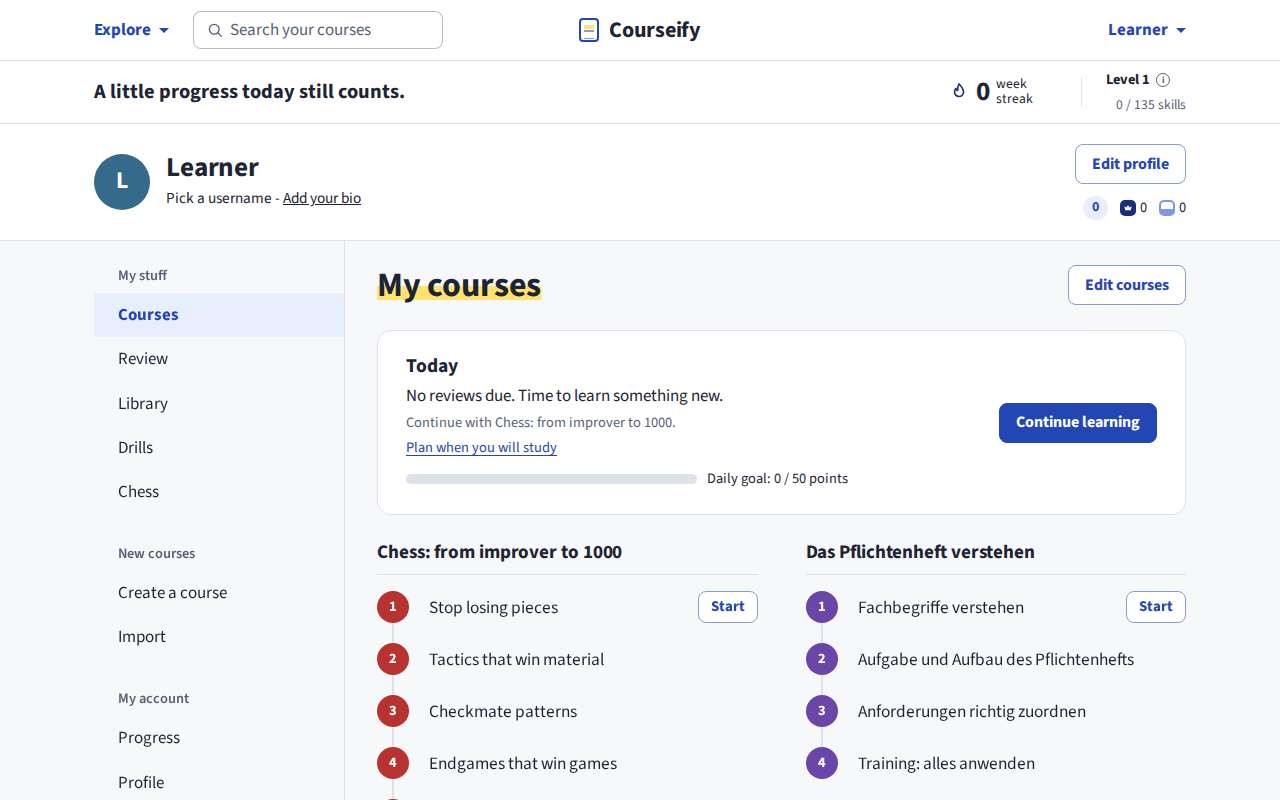 Explore
Search your courses
Courseify
Learner
A little progress today still counts.
0 week streak
Level 1
0 / 135 skills
L
Learner
Pick a username - Add your bio
Edit profile
0 0 0
My stuff
Courses
Review
Library
Drills
Chess
New courses
Create a course
Import
My account
Progress
Profile
My courses
Edit courses
Today
No reviews due. Time to learn something new.
Continue with Chess: from improver to 1000.
Plan when you will study
Daily goal: 0 / 50 points
Continue learning
Chess: from improver to 1000
1 Stop losing pieces Start
2 Tactics that win material
3 Checkmate patterns
4 Endgames that win games
Das Pflichtenheft verstehen
1 Fachbegriffe verstehen Start
2 Aufgabe und Aufbau des Pflichtenhefts
3 Anforderungen richtig zuordnen
4 Training: alles anwenden